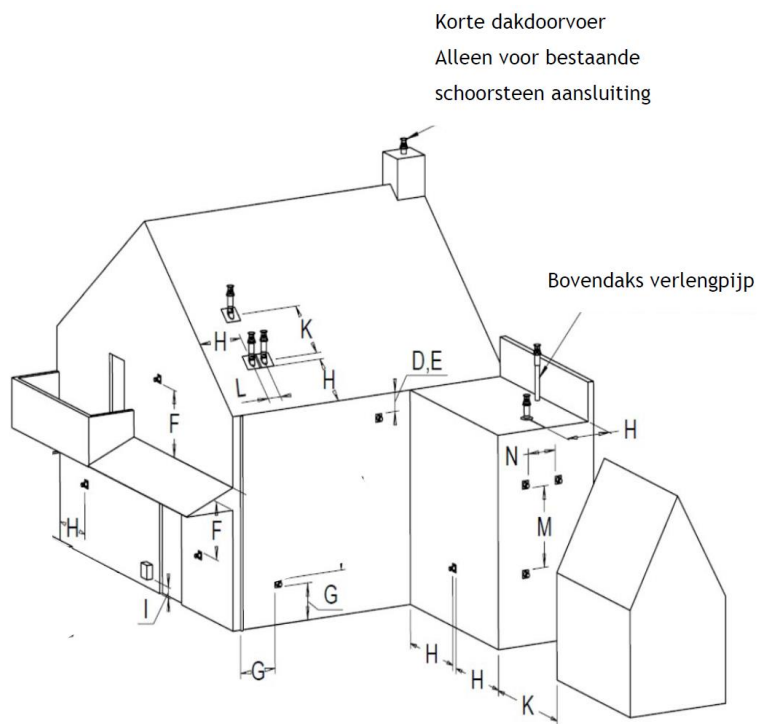 Korte dakdoorvoer
Alleen voor bestaande
schoorsteen aansluiting
Bovendaks verlengpijp
H
K
L
H
D,E
F
H
N
M
H
F
I
G
G
H
H
K